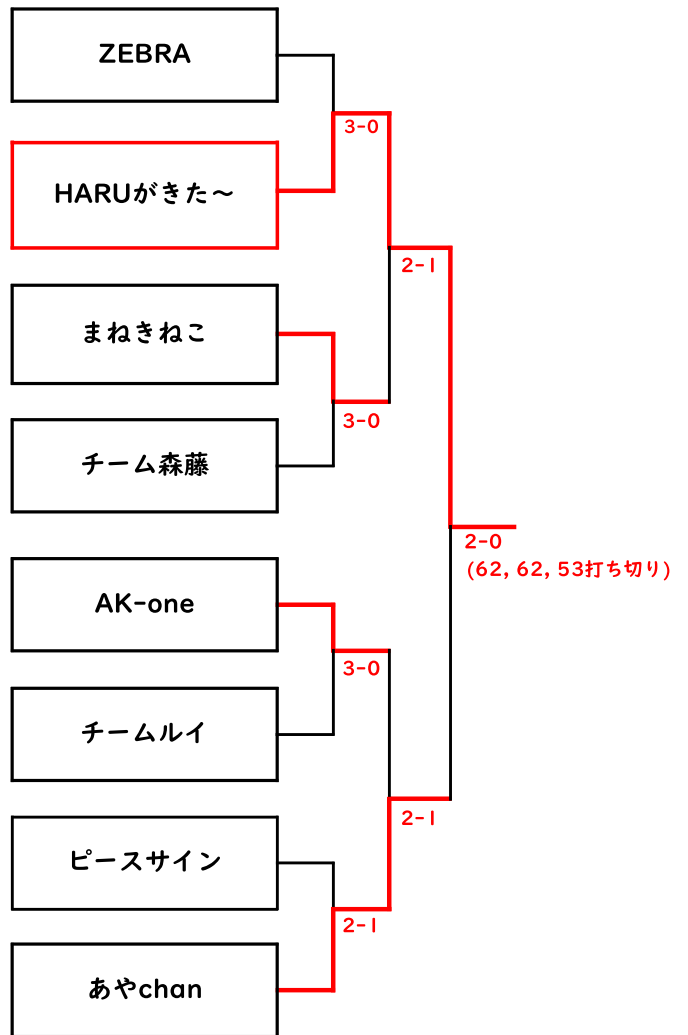 ZEBRA
3-0
HARUがきた～
2-1
まねきねこ
3-0
チーム森藤
2-0
(62, 62, 53打ち切り)
AK-one
3-0
チームルイ
2-1
ピースサイン
2-1
あやchan